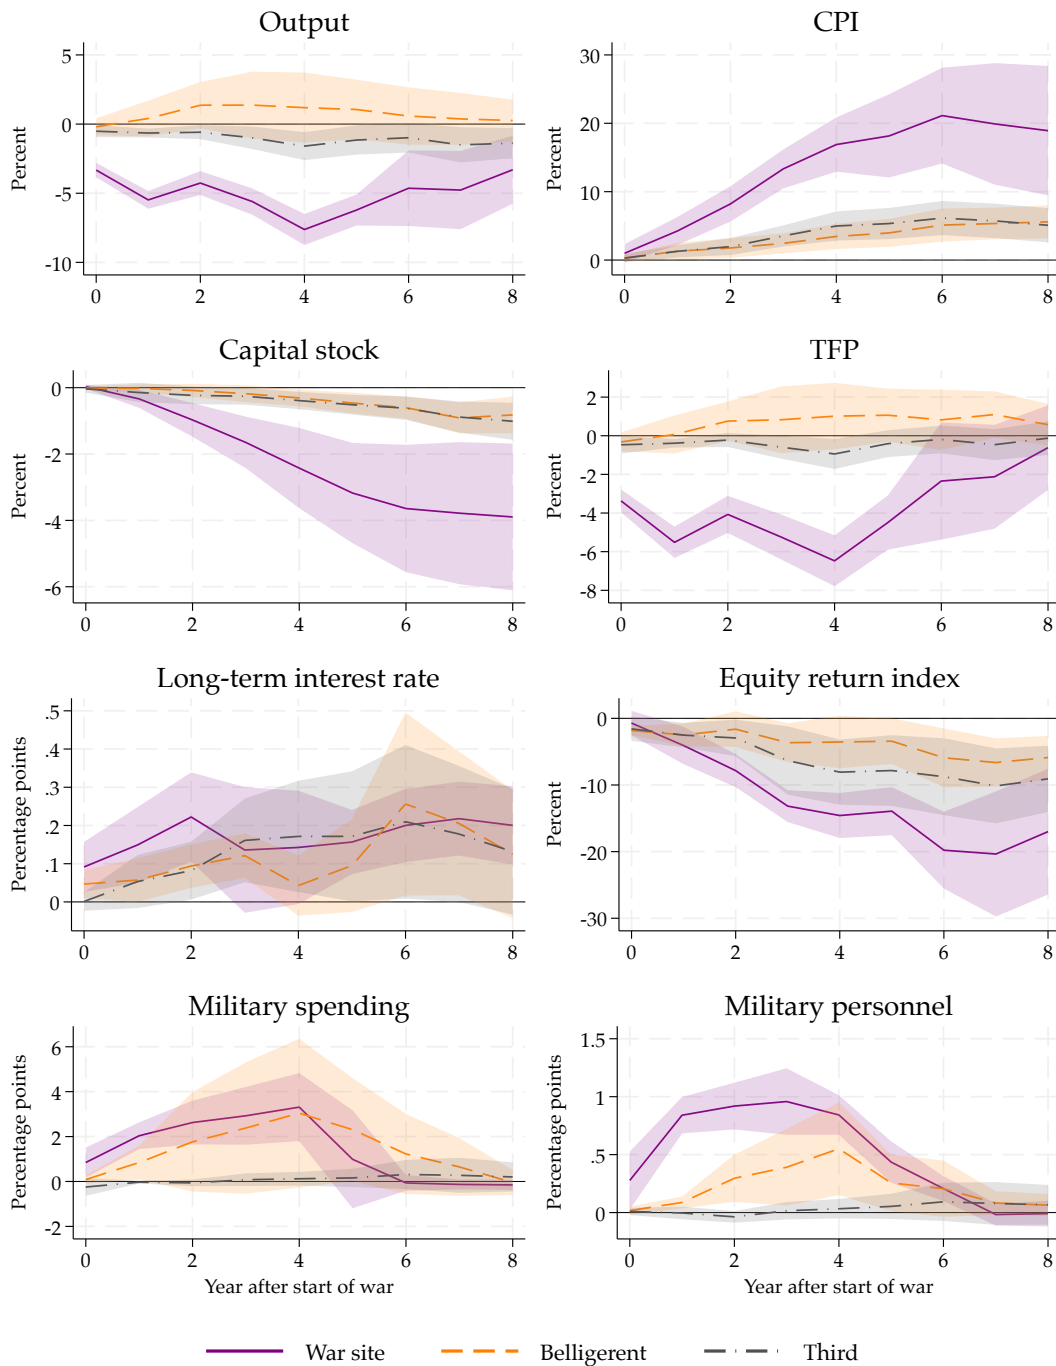 Output
Percent
5
0
-5
-10
0 2 4 6 8
CPI
Percent
30
20
10
0
0 2 4 6 8
Capital stock
Percent
0
-2
-4
-6
0 2 4 6 8
TFP
Percent
2
0
-2
-4
-6
-8
0 2 4 6 8
Long-term interest rate
Percentage points
.5
.4
.3
.2
.1
0
0 2 4 6 8
Equity return index
Percent
0
-10
-20
-30
0 2 4 6 8
Military spending
Percentage points
6
4
2
0
-2
0 2 4 6 8
Year after start of war
Military personnel
Percentage points
1.5
1
.5
0
0 2 4 6 8
Year after start of war
War site Belligerent Third